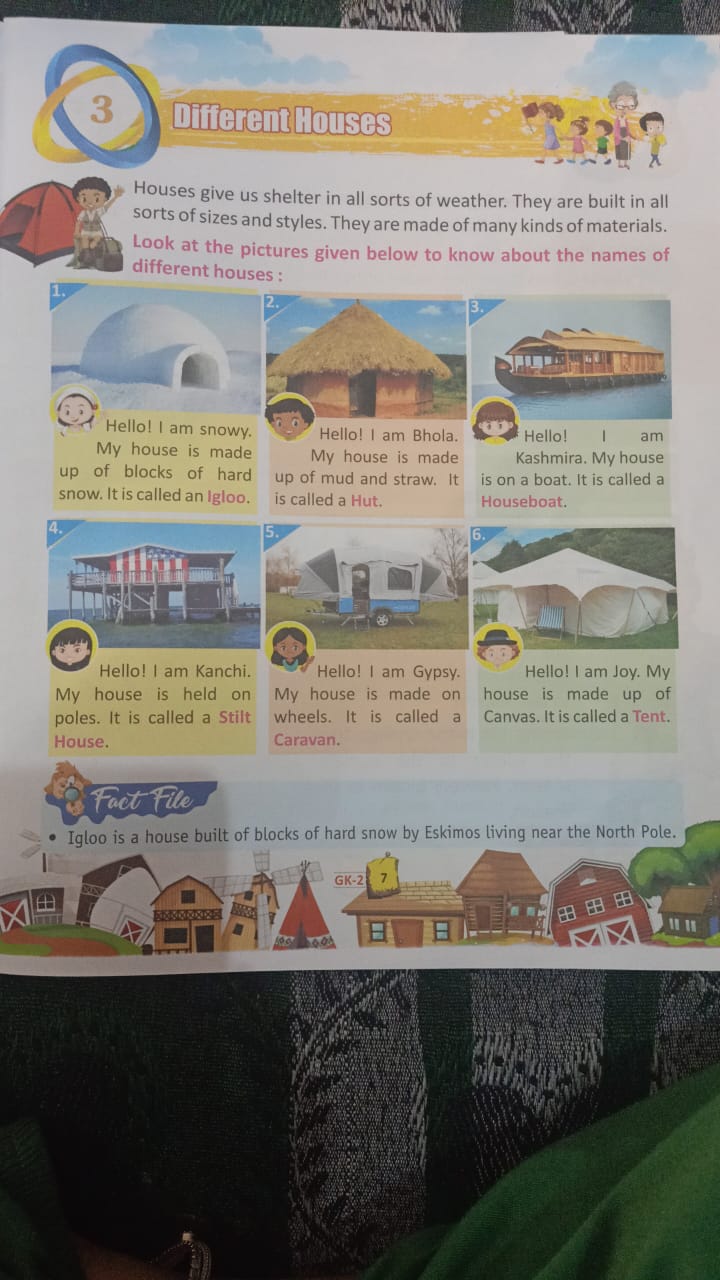 3
Different Houses
Houses give us shelter in all sorts of weather. They are built in all
sorts of sizes and styles. They are made of many kinds of materials.
Look at the pictures given below to know about the names of
different houses :
1.
Hello! I am snowy.
My house is made
up of blocks of hard
snow. It is called an Igloo.
2.
Hello! I am Bhola.
My house is made
up of mud and straw. It
is called a Hut.
3.
Hello! I am
Kashmira. My house
is on a boat. It is called a
Houseboat.
4.
Hello! I am Kanchi.
My house is held on
poles. It is called a Stilt
House.
5.
Hello! I am Gypsy.
My house is made on
wheels. It is called a
Caravan.
6.
Hello! I am Joy. My
house is made up of
Canvas. It is called a Tent.
Fact File
• Igloo is a house built of blocks of hard snow by Eskimos living near the North Pole.
GK-2 7